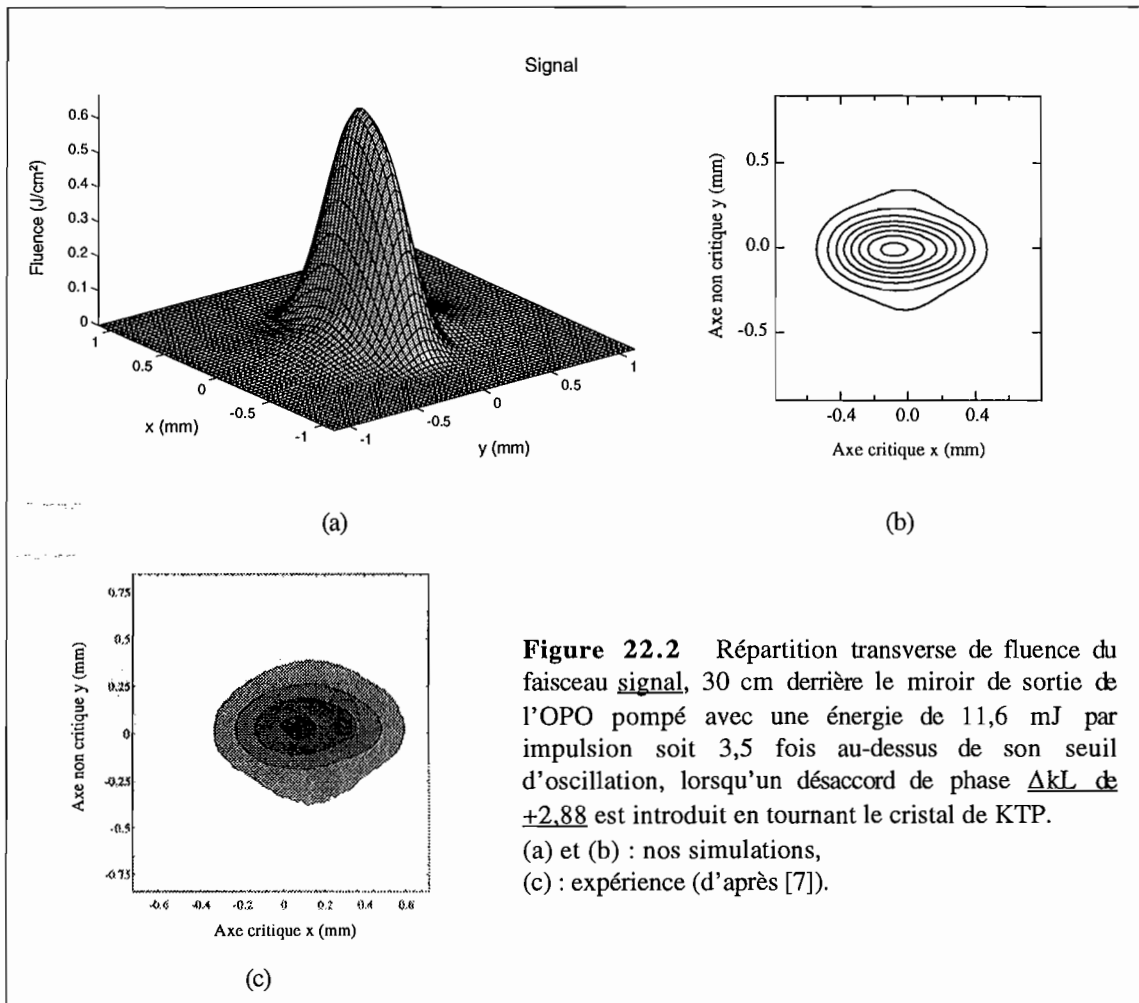 Signal
Fluence (J/cm²)
0.6
0.5
0.4
0.3
0.2
0.1
0
1
0.5
0
-0.5
-1
x (mm)
-1
-0.5
0
0.5
1
y (mm)
(a)
Axe non critique y (mm)
0.5
0.0
-0.5
-0.4 0.0 0.4
Axe critique x (mm)
(b)
Axe non critique y (mm)
0.75
0.5
0.25
0
-0.25
-0.5
-0.75
-0.6 -0.4 -0.2 0 0.2 0.4 0.6
Axe critique x (mm)
(c)
Figure 22.2 Répartition transverse de fluence du
faisceau signal, 30 cm derrière le miroir de sortie de
l'OPO pompé avec une énergie de 11,6 mJ par
impulsion soit 3,5 fois au-dessus de son seuil
d'oscillation, lorsqu'un désaccord de phase ΔkL de
+2,88 est introduit en tournant le cristal de KTP.
(a) et (b) : nos simulations,
(c) : expérience (d'après [7]).